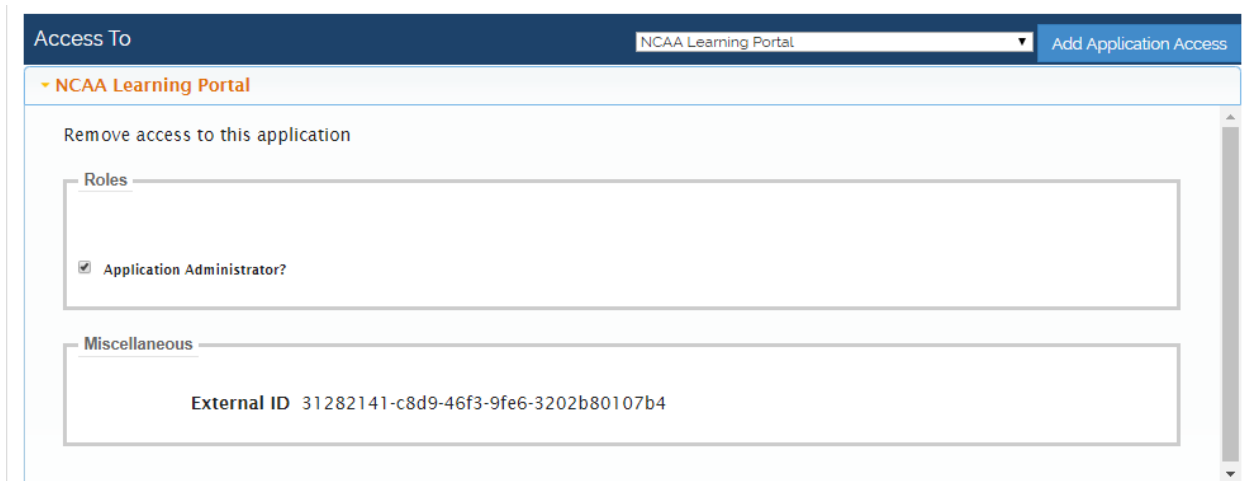 Access To
NCAA Learning Portal
Add Application Access
NCAA Learning Portal
Remove access to this application
Roles
Application Administrator?
Miscellaneous
External ID 31282141-c8d9-46f3-9fe6-3202b80107b4